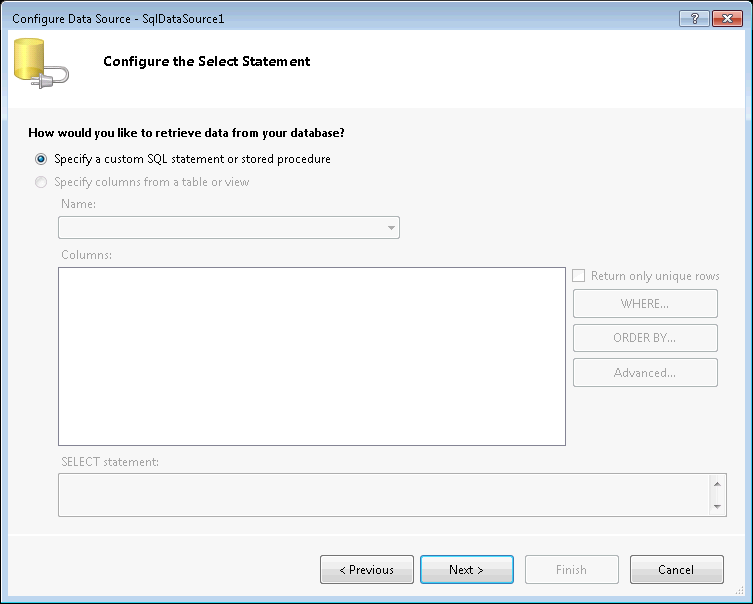 Configure Data Source - SqlDataSource1
?
Configure the Select Statement
How would you like to retrieve data from your database?
Specify a custom SQL statement or stored procedure
Specify columns from a table or view
Name:
Columns:
Return only unique rows
WHERE...
ORDER BY...
Advanced...
SELECT statement:
< Previous
Next >
Finish
Cancel